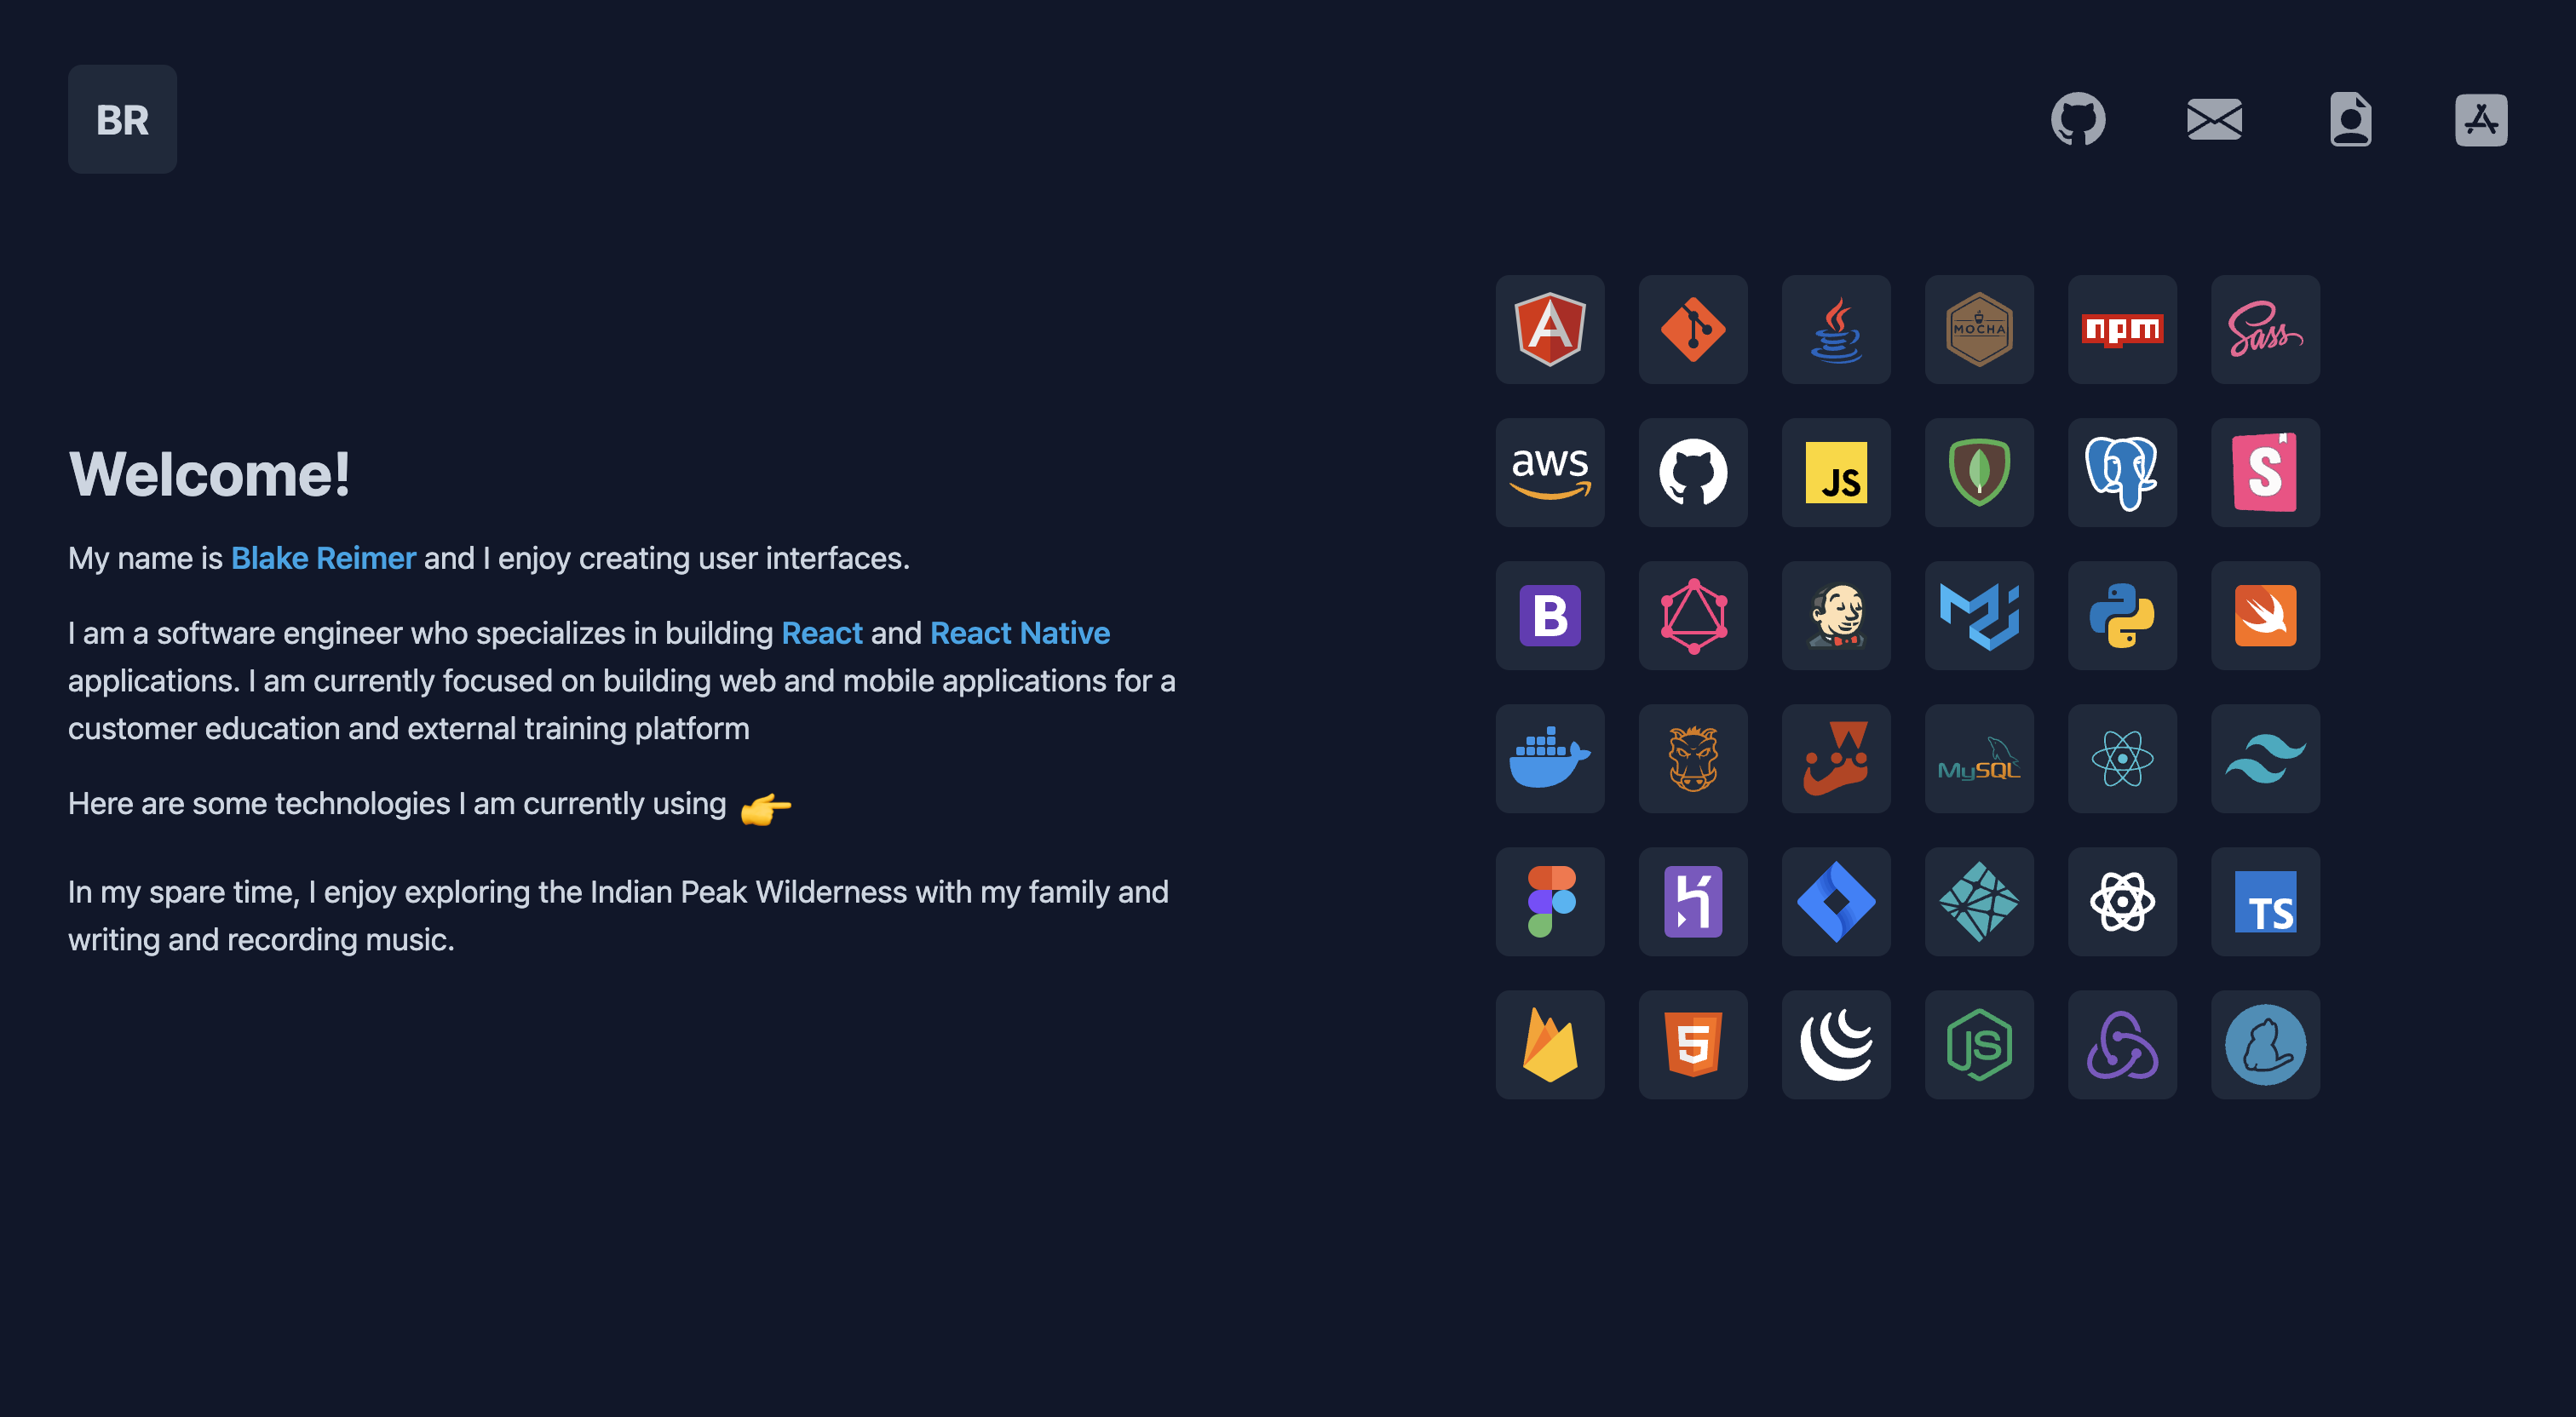 BR
Welcome!
My name is Blake Reimer and I enjoy creating user interfaces.
I am a software engineer who specializes in building React and React Native
applications. I am currently focused on building web and mobile applications for a
customer education and external training platform
Here are some technologies I am currently using
In my spare time, I enjoy exploring the Indian Peak Wilderness with my family and
writing and recording music.
A
MOCHA
npm
Sass
aws
JS
S
B
MySQL
TS
5
JS